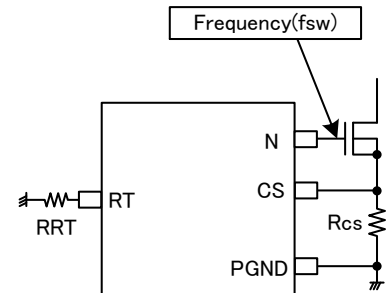 Frequency(fsw)
N
CS
RT
RRT
Rcs
PGND